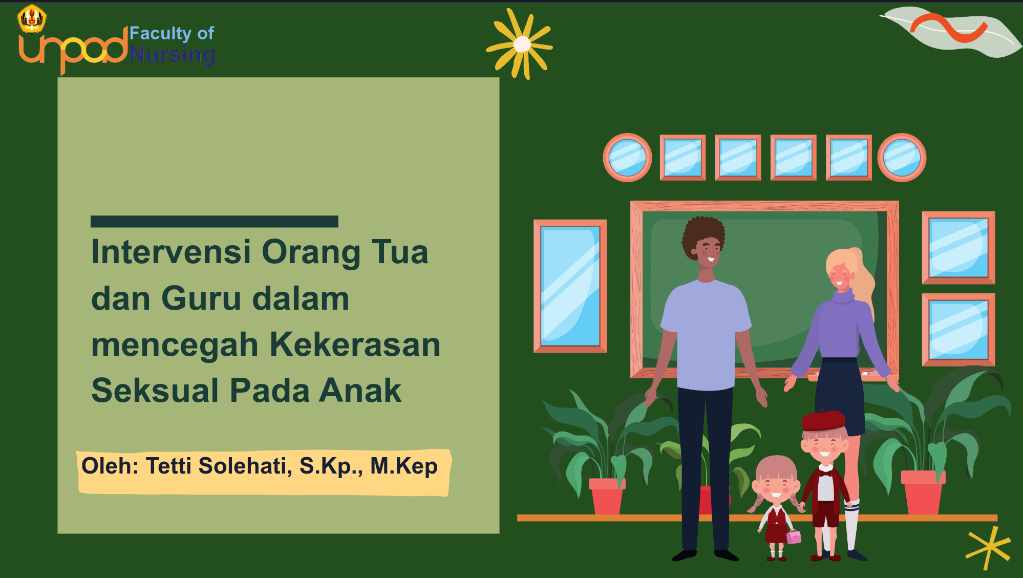 unpad
Faculty of
Nursing
Intervensi Orang Tua
dan Guru dalam
mencegah Kekerasan
Seksual Pada Anak
Oleh: Tetti Solehati, S.Kp., M.Kep